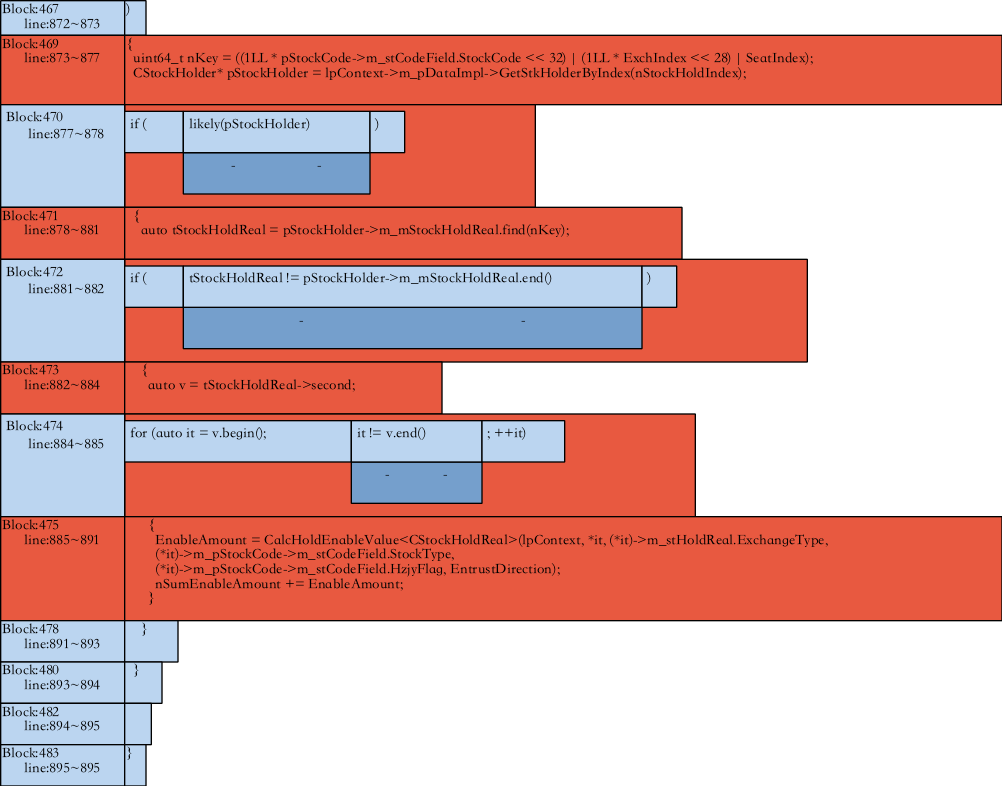 Block:467 )
line:872~873
Block:469 {
line:873~877 uint64_t nKey = ((1LL * pStockCode->m_stCodeField.StockCode << 32) | (1LL * ExchIndex << 28) | SeatIndex);
CStockHolder* pStockHolder = lpContext->m_pDataImpl->GetStkHolderByIndex(nStockHoldIndex);
Block:470 if ( likely(pStockHolder) )
line:877~878
- -
Block:471 {
line:878~881 auto tStockHoldReal = pStockHolder->m_mStockHoldReal.find(nKey);
Block:472 if ( tStockHoldReal != pStockHolder->m_mStockHoldReal.end() )
line:881~882
- -
Block:473 {
line:882~884 auto v = tStockHoldReal->second;
Block:474 for (auto it = v.begin(); it != v.end() ; ++it)
line:884~885
- -
Block:475 {
line:885~891 EnableAmount = CalcHoldEnableValue<CStockHoldReal>(lpContext, *it, (*it)->m_stHoldReal.ExchangeType,
(*it)->m_pStockCode->m_stCodeField.StockType,
(*it)->m_pStockCode->m_stCodeField.HzjyFlag, EntrustDirection);
nSumEnableAmount += EnableAmount;
}
Block:478 }
line:891~893
Block:480 }
line:893~894
Block:482
line:894~895
Block:483 }
line:895~895